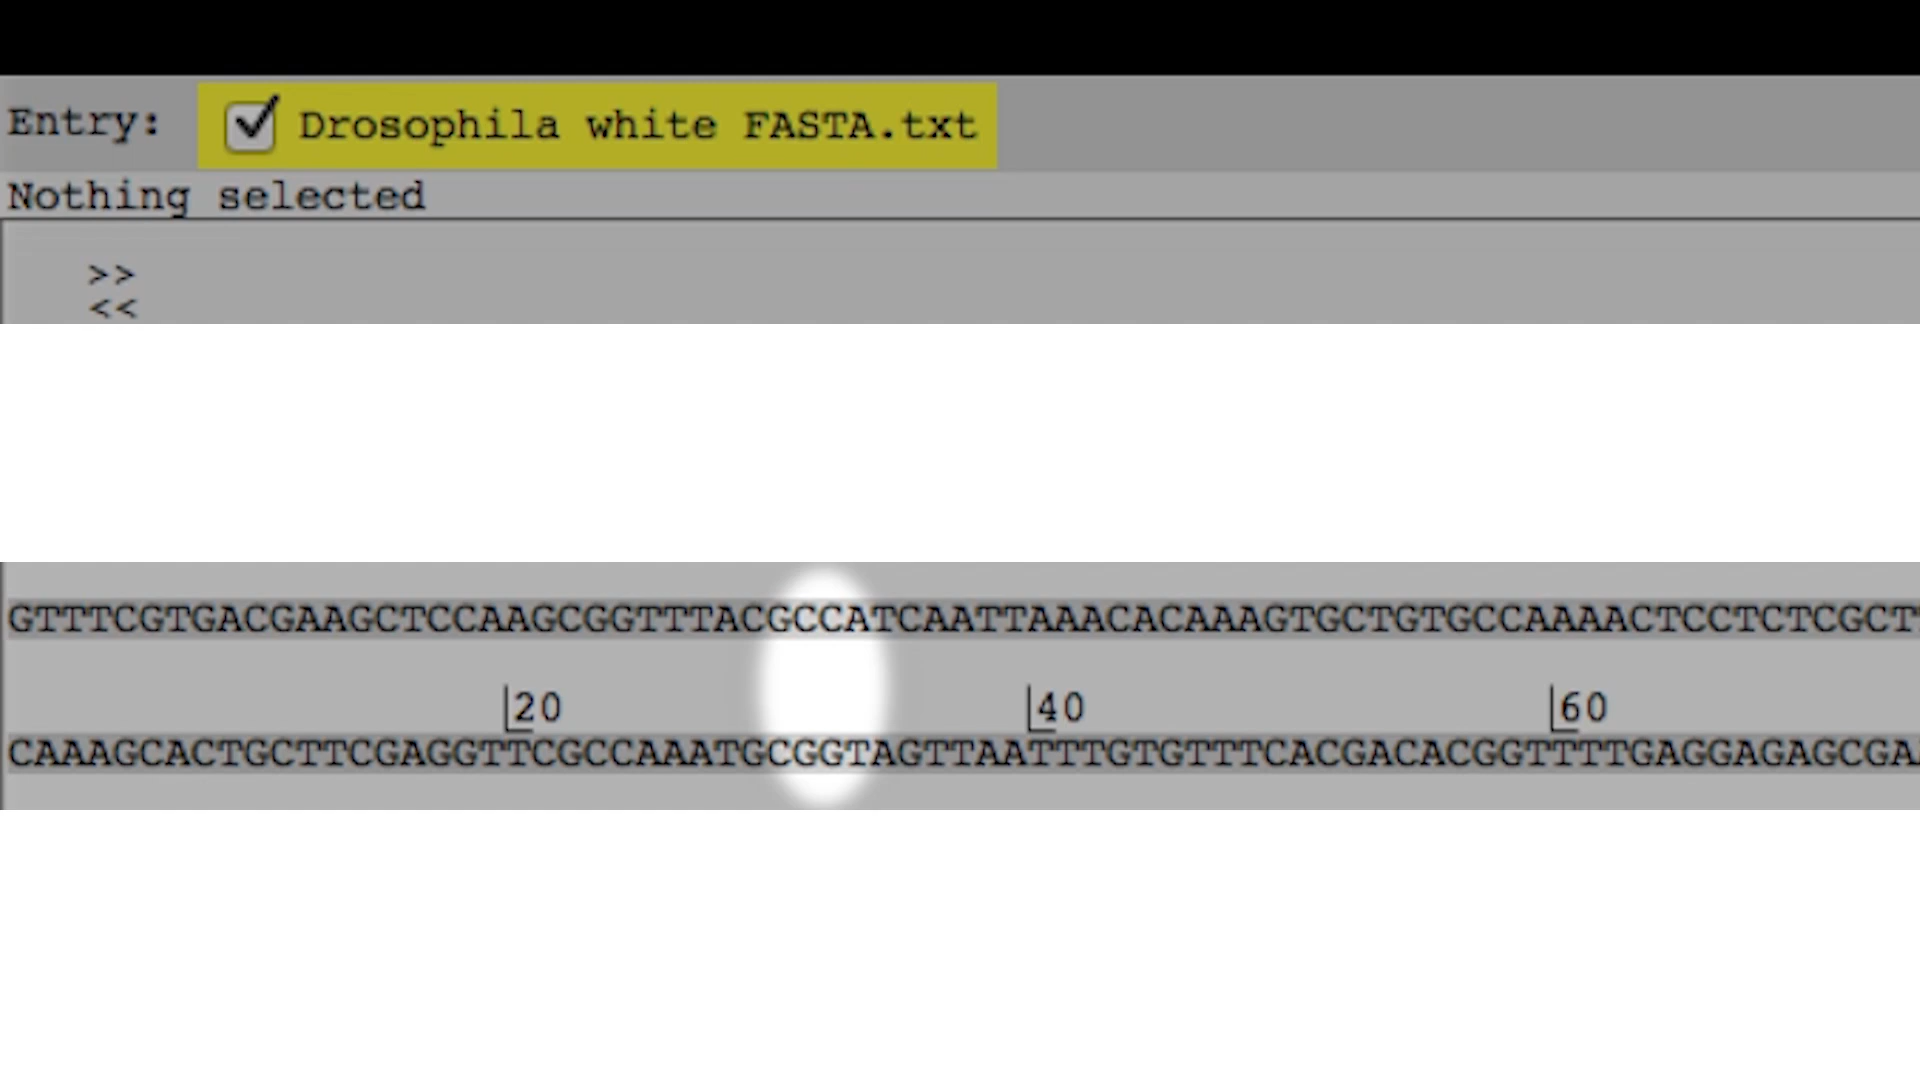 Entry: Drosophila white FASTA.txt
Nothing selected
>>
<<
GTTTCGTGACGAAGCTCCAAGCGGTTTACGCCATCAATTAAACACAAAGTGCTGTGCCAAAACTCCTCTCGCT
20 40 60
CAAAGCACTGCTTCGAGGTTCGCCAAATGCGGTAGTTAATTTGTGTTTCACGACACGGTTTTGAGGAGAGCGA